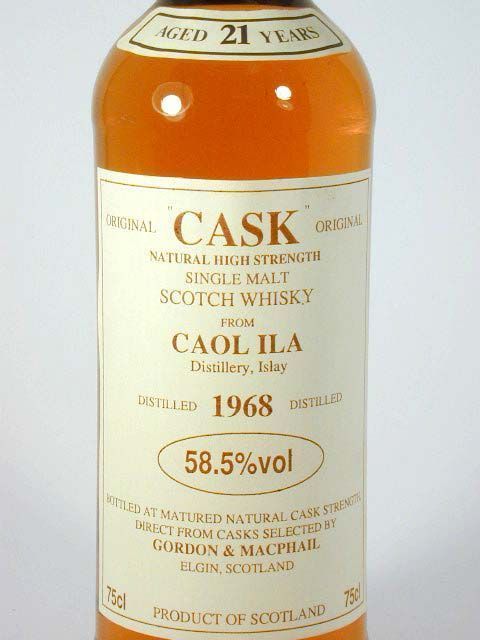 AGED 21 YEARS
ORIGINAL "CASK" ORIGINAL
NATURAL HIGH STRENGTH
SINGLE MALT
SCOTCH WHISKY
FROM
CAOL ILA
Distillery, Islay
DISTILLED 1968 DISTILLED
58.5%vol
BOTTLED AT MATURED NATURAL CASK STRENGTH,
DIRECT FROM CASKS SELECTED BY
GORDON & MACPHAIL
ELGIN, SCOTLAND
75cl 75cl
PRODUCT OF SCOTLAND